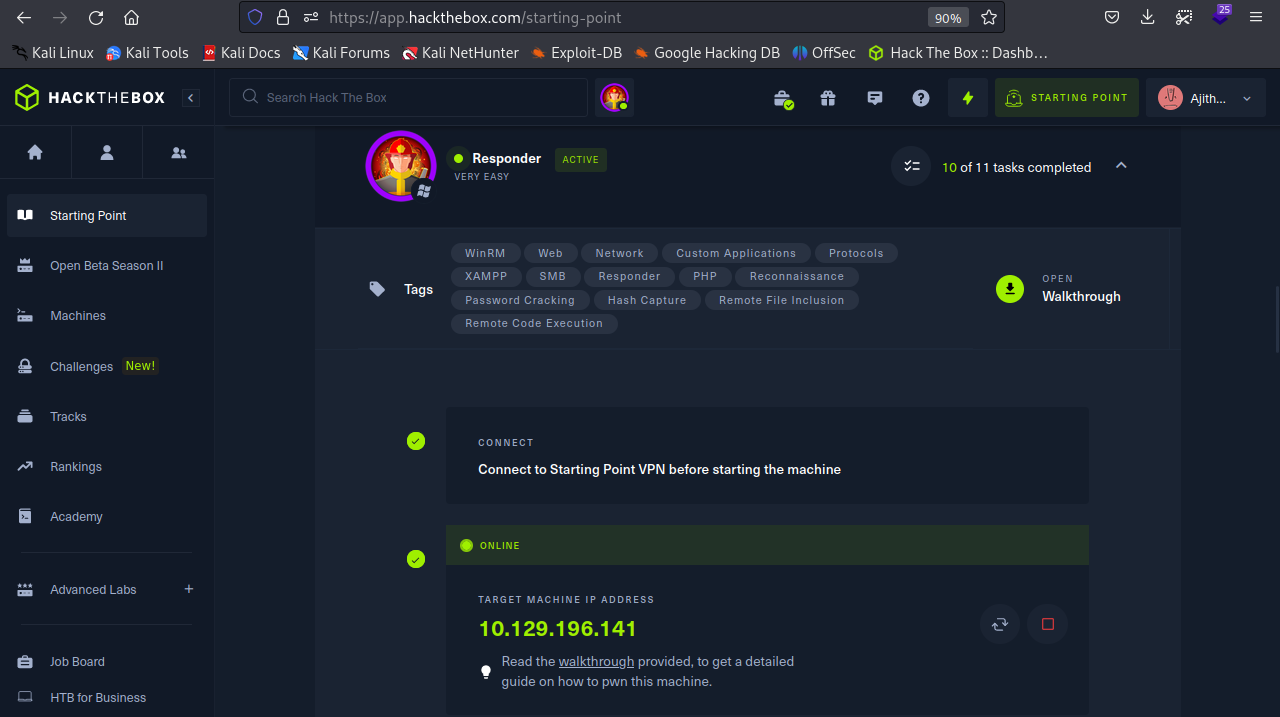 https://app.hackthebox.com/starting-point
90%
25
Kali Linux
Kali Tools
Kali Docs
Kali Forums
Kali NetHunter
Exploit-DB
Google Hacking DB
OffSec
Hack The Box :: Dashb…
HACKTHEBOX
Search Hack The Box
STARTING POINT
Ajith...
Starting Point
Open Beta Season II
Machines
Challenges New!
Tracks
Rankings
Academy
Advanced Labs +
Job Board
HTB for Business
Responder ACTIVE
VERY EASY
10 of 11 tasks completed
Tags
WinRM Web Network Custom Applications Protocols
XAMPP SMB Responder PHP Reconnaissance
Password Cracking Hash Capture Remote File Inclusion
Remote Code Execution
OPEN
Walkthrough
CONNECT
Connect to Starting Point VPN before starting the machine
ONLINE
TARGET MACHINE IP ADDRESS
10.129.196.141
Read the walkthrough provided, to get a detailed
guide on how to pwn this machine.